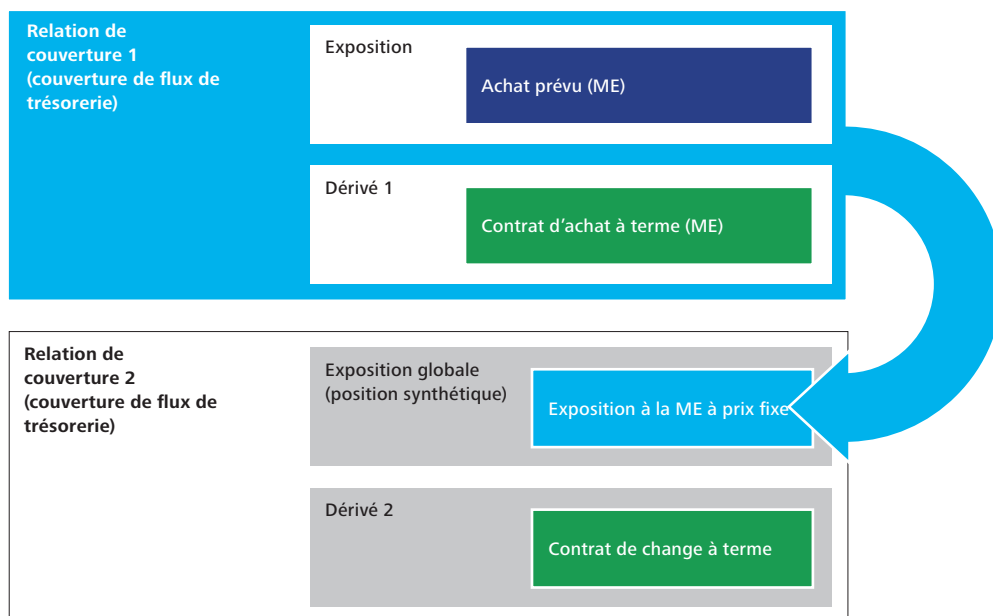 Relation de
couverture 1
(couverture de flux de
trésorerie)
Exposition
Achat prévu (ME)
Dérivé 1
Contrat d’achat à terme (ME)
Relation de
couverture 2
(couverture de flux de
trésorerie)
Exposition globale
(position synthétique)
Exposition à la ME à prix fixe
Dérivé 2
Contrat de change à terme